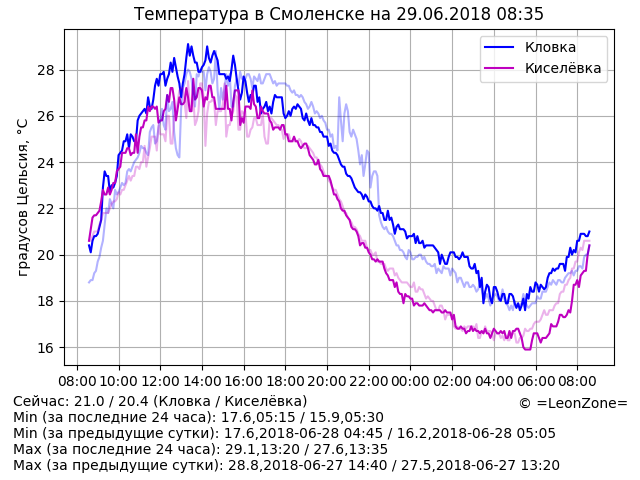 Температура в Смоленске на 29.06.2018 08:35
Кловка
Киселёвка
градусов Цельсия, °C
28
26
24
22
20
18
16
08:00 10:00 12:00 14:00 16:00 18:00 20:00 22:00 00:00 02:00 04:00 06:00 08:00
Сейчас: 21.0 / 20.4 (Кловка / Киселёвка)
© =LeonZone=
Min (за последние 24 часа): 17.6,05:15 / 15.9,05:30
Min (за предыдущие сутки): 17.6,2018-06-28 04:45 / 16.2,2018-06-28 05:05
Max (за последние 24 часа): 29.1,13:20 / 27.6,13:35
Max (за предыдущие сутки): 28.8,2018-06-27 14:40 / 27.5,2018-06-27 13:20